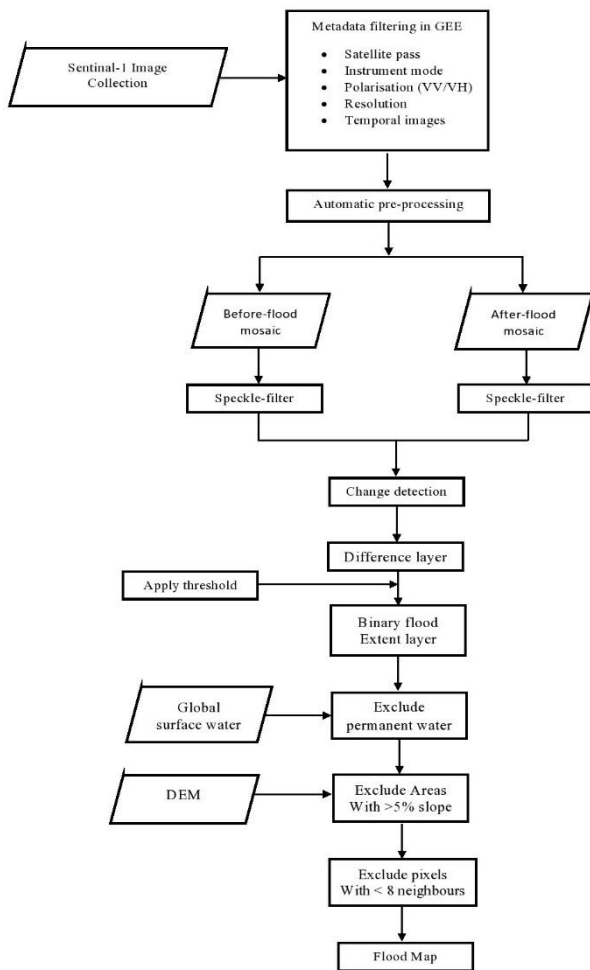 Metadata filtering in GEE
Sentinel-1 Image
Collection
• Satellite pass
• Instrument mode
• Polarisation (VV/VH)
• Resolution
• Temporal images
Automatic pre-processing
Before-flood
mosaic
After-flood
mosaic
Speckle-filter
Speckle-filter
Change detection
Difference layer
Apply threshold
Binary flood
Extent layer
Global
surface water
Exclude
permanent water
DEM
Exclude Areas
With >5% slope
Exclude pixels
With < 8 neighbours
Flood Map